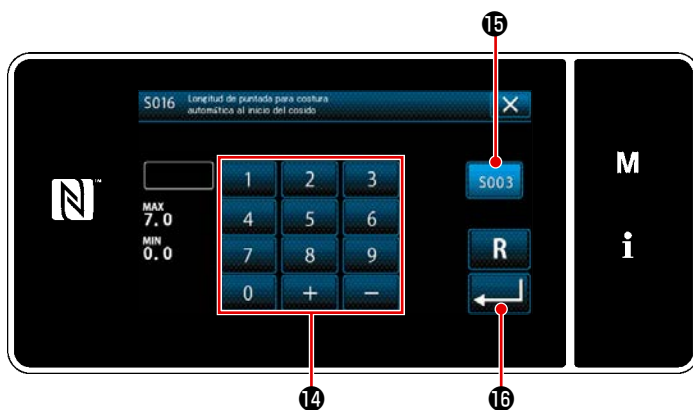 ⓯
S016 Longitud de puntada para costura
automática al inicio del cosido
X
N™
1 2 3
S003
M
MAX
7.0
4 5 6
MIN
0.0
7 8 9
R
i
0 + −
⓮
⓰